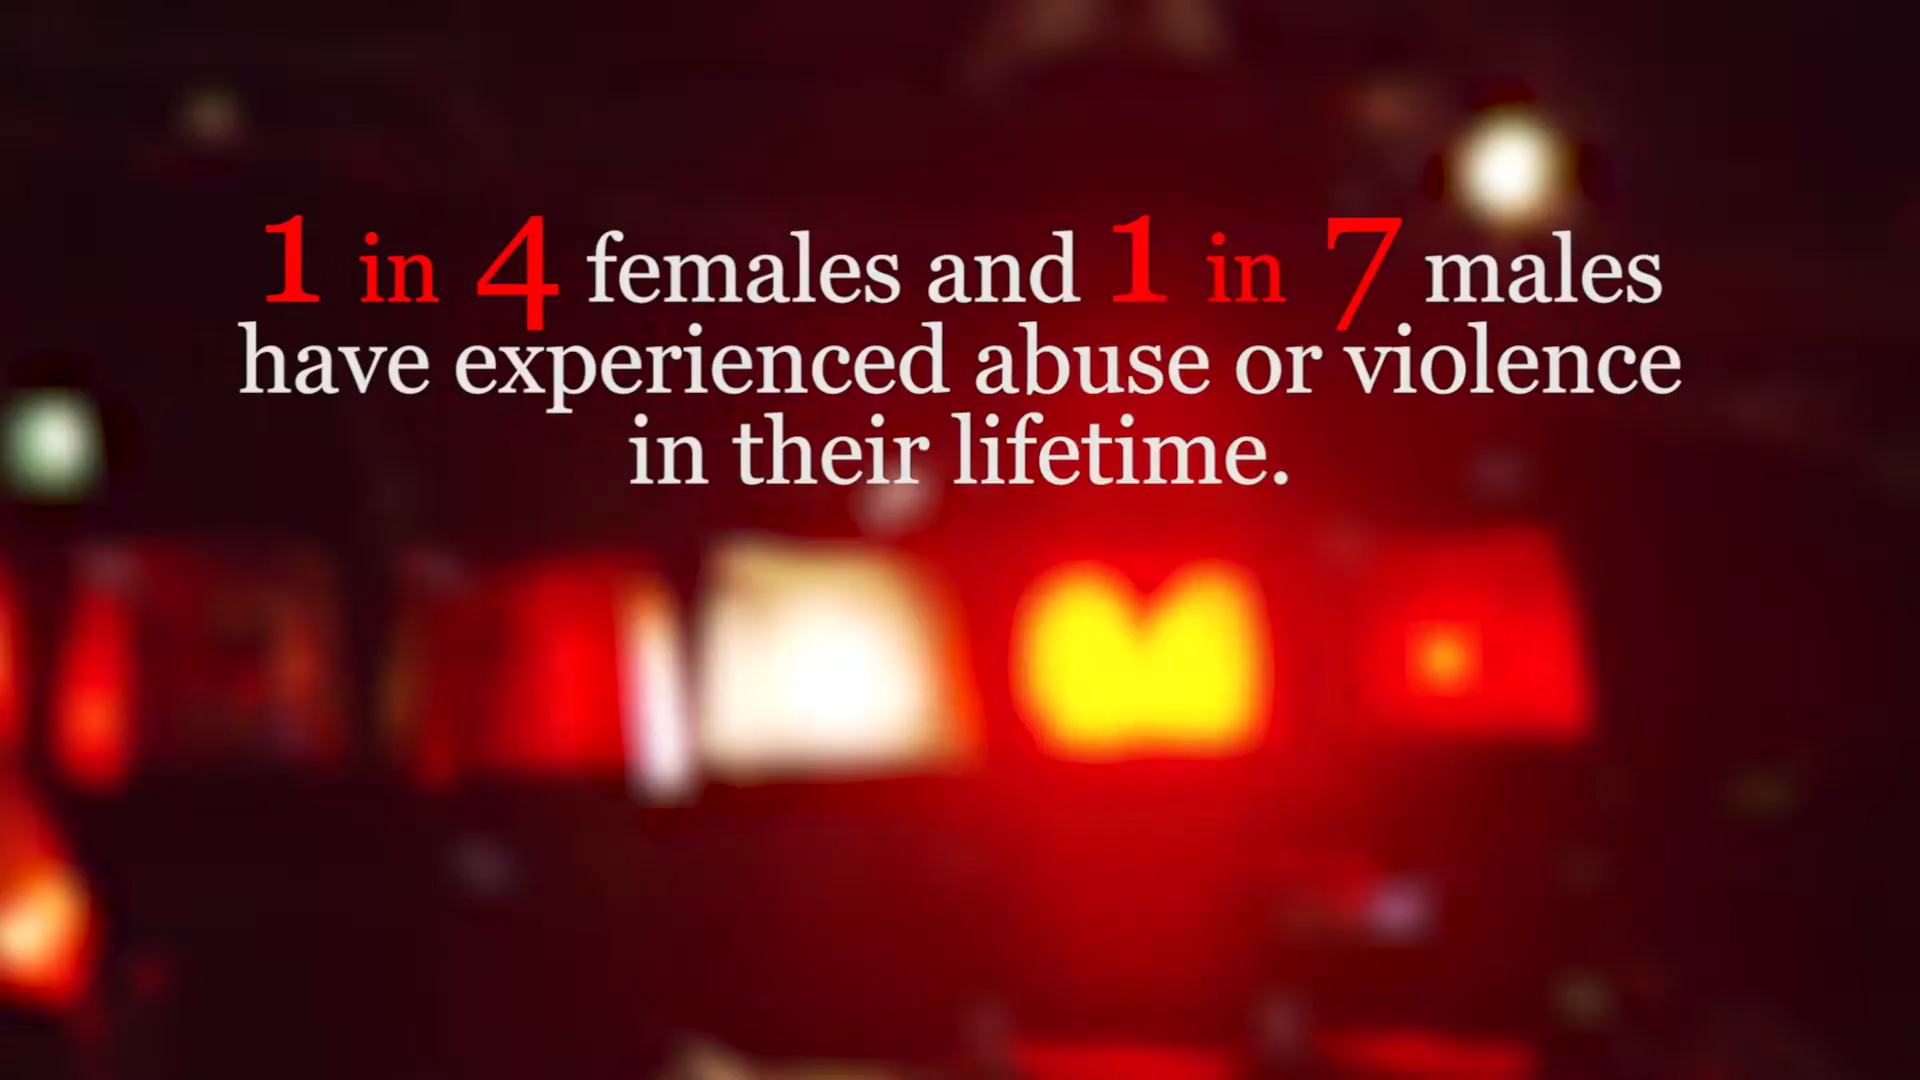 1 in 4 females and 1 in 7 males
have experienced abuse or violence
in their lifetime.